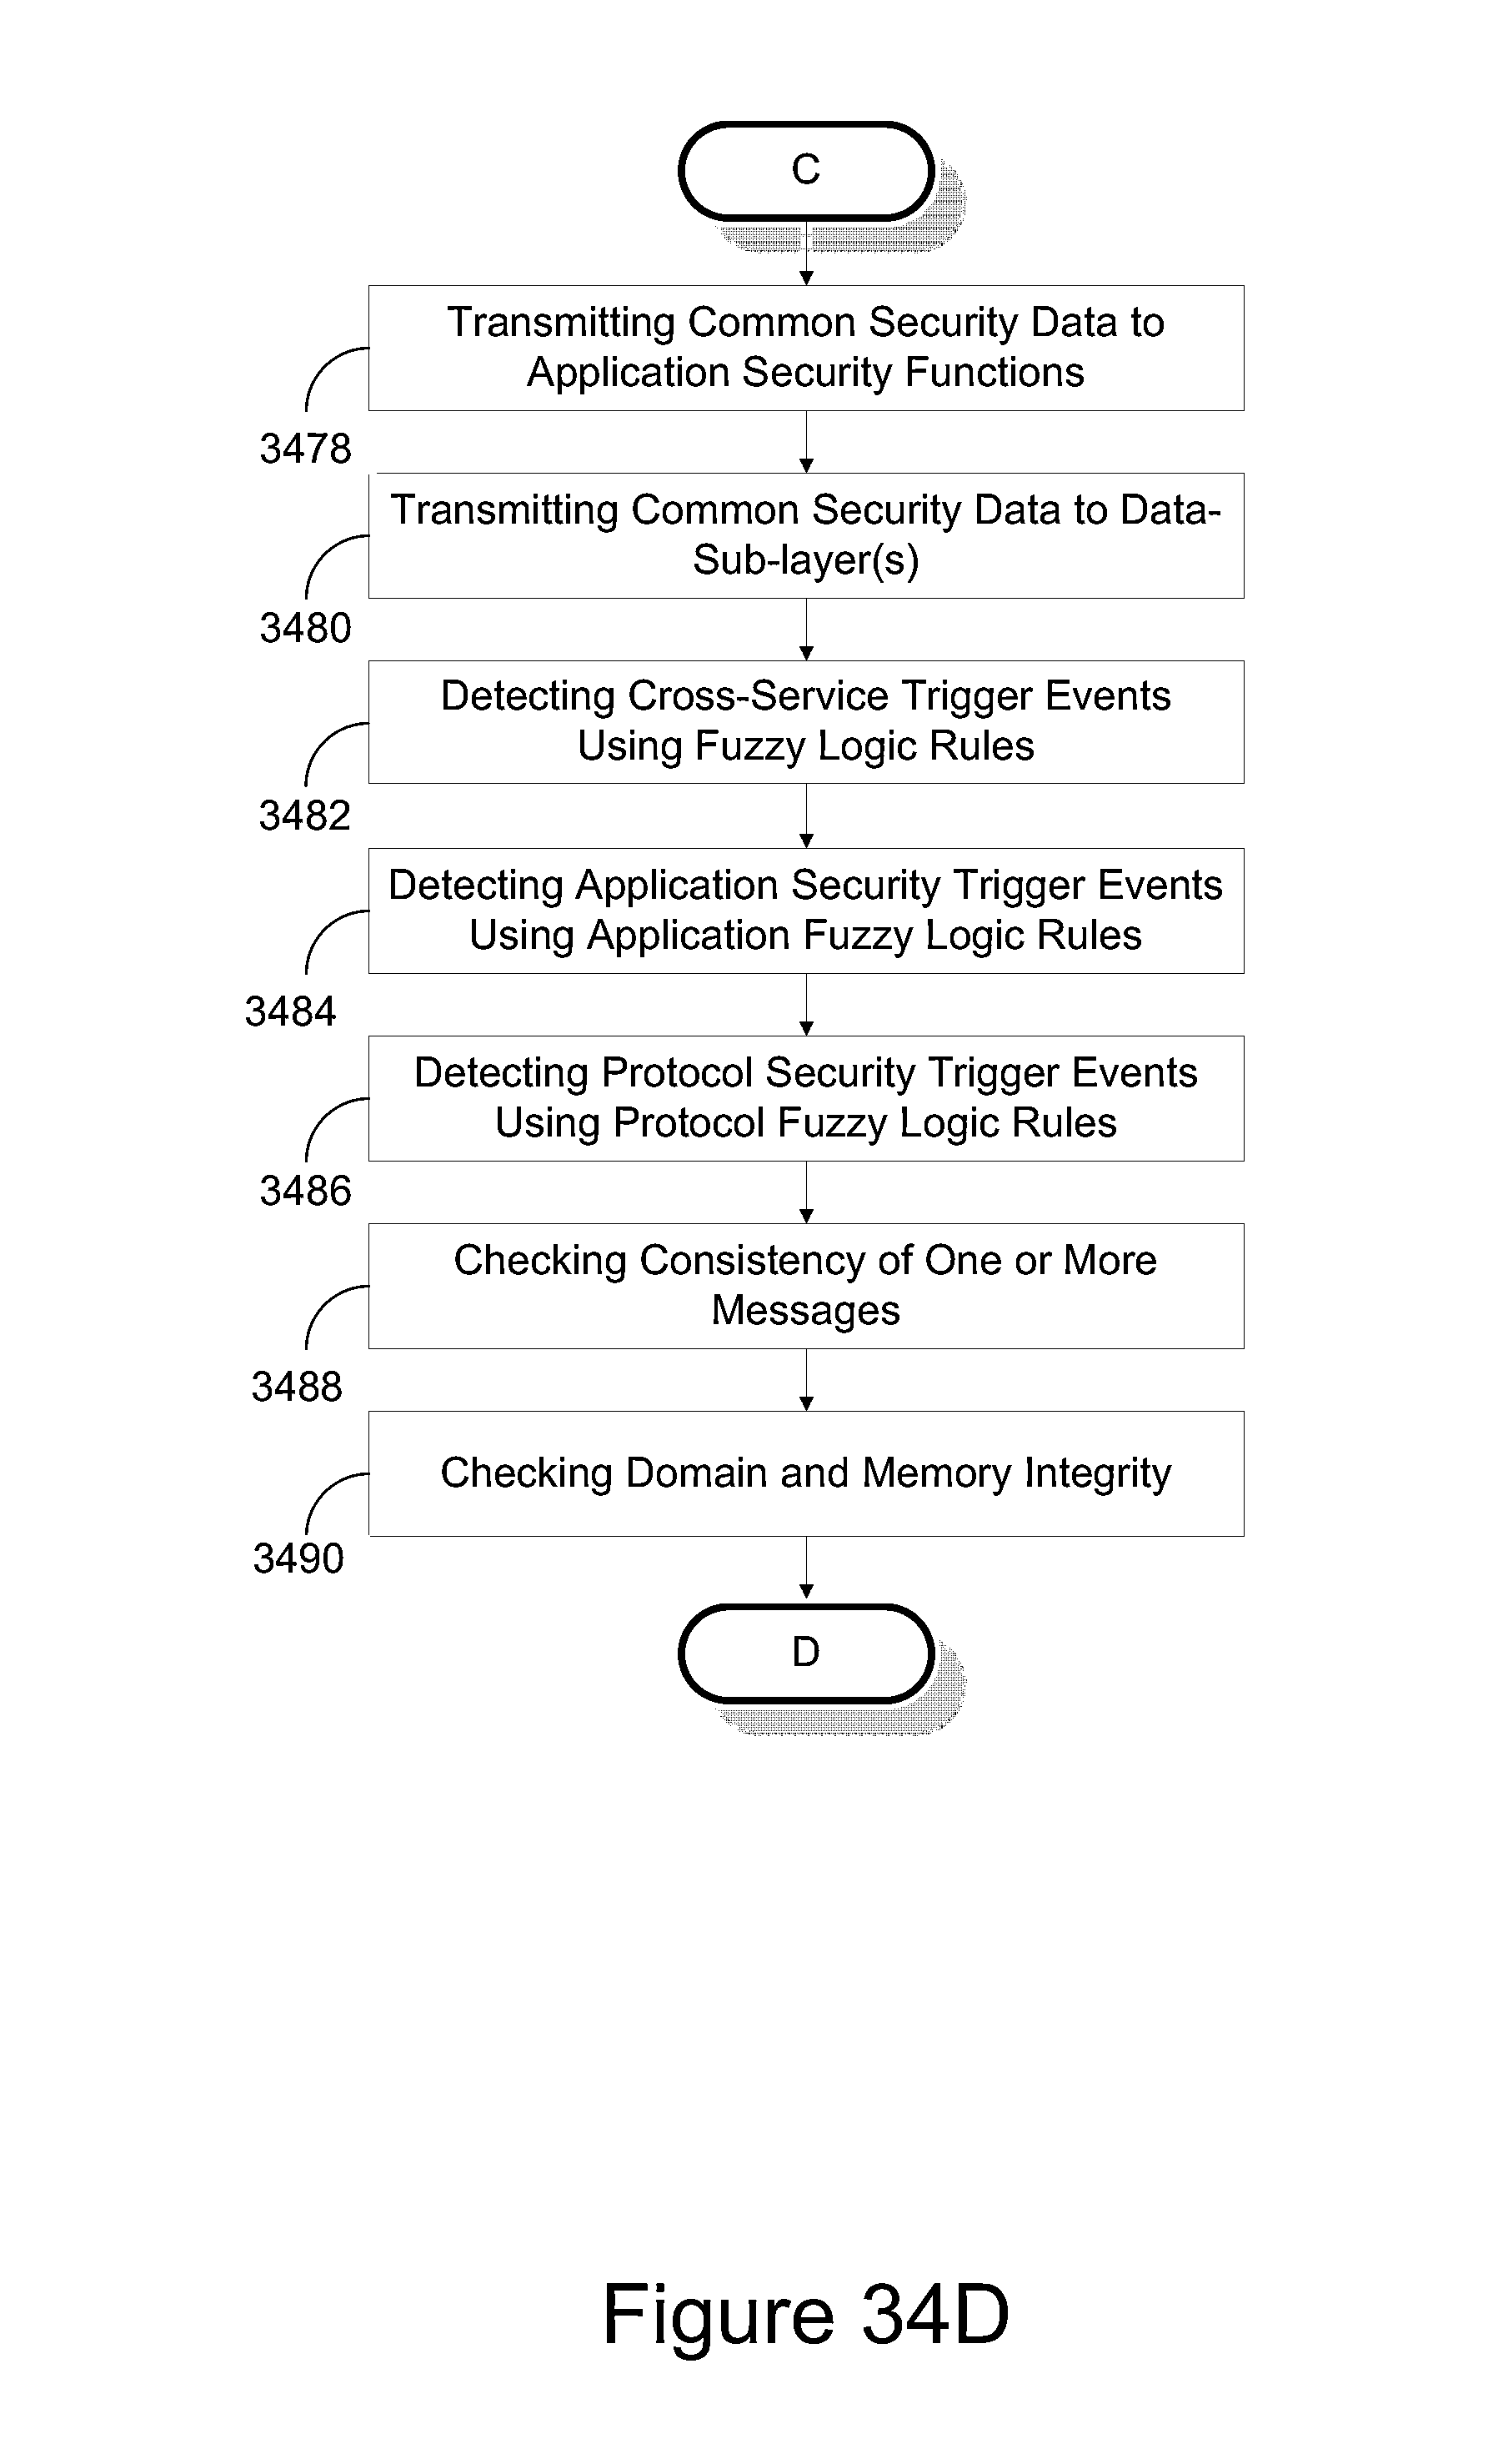 C
Transmitting Common Security Data to
Application Security Functions
3478
Transmitting Common Security Data to Data-
Sub-layer(s)
3480
Detecting Cross-Service Trigger Events
Using Fuzzy Logic Rules
3482
Detecting Application Security Trigger Events
Using Application Fuzzy Logic Rules
3484
Detecting Protocol Security Trigger Events
Using Protocol Fuzzy Logic Rules
3486
Checking Consistency of One or More
Messages
3488
Checking Domain and Memory Integrity
3490
D
Figure 34D